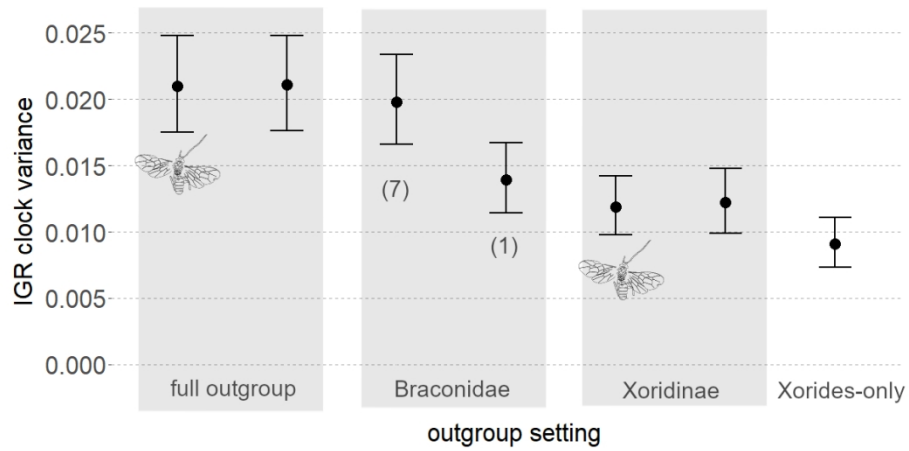 IGR clock variance
0.025
0.020
0.015
0.010
0.005
0.000
(7)
(1)
full outgroup
Braconidae
Xoridinae
Xorides-only
outgroup setting